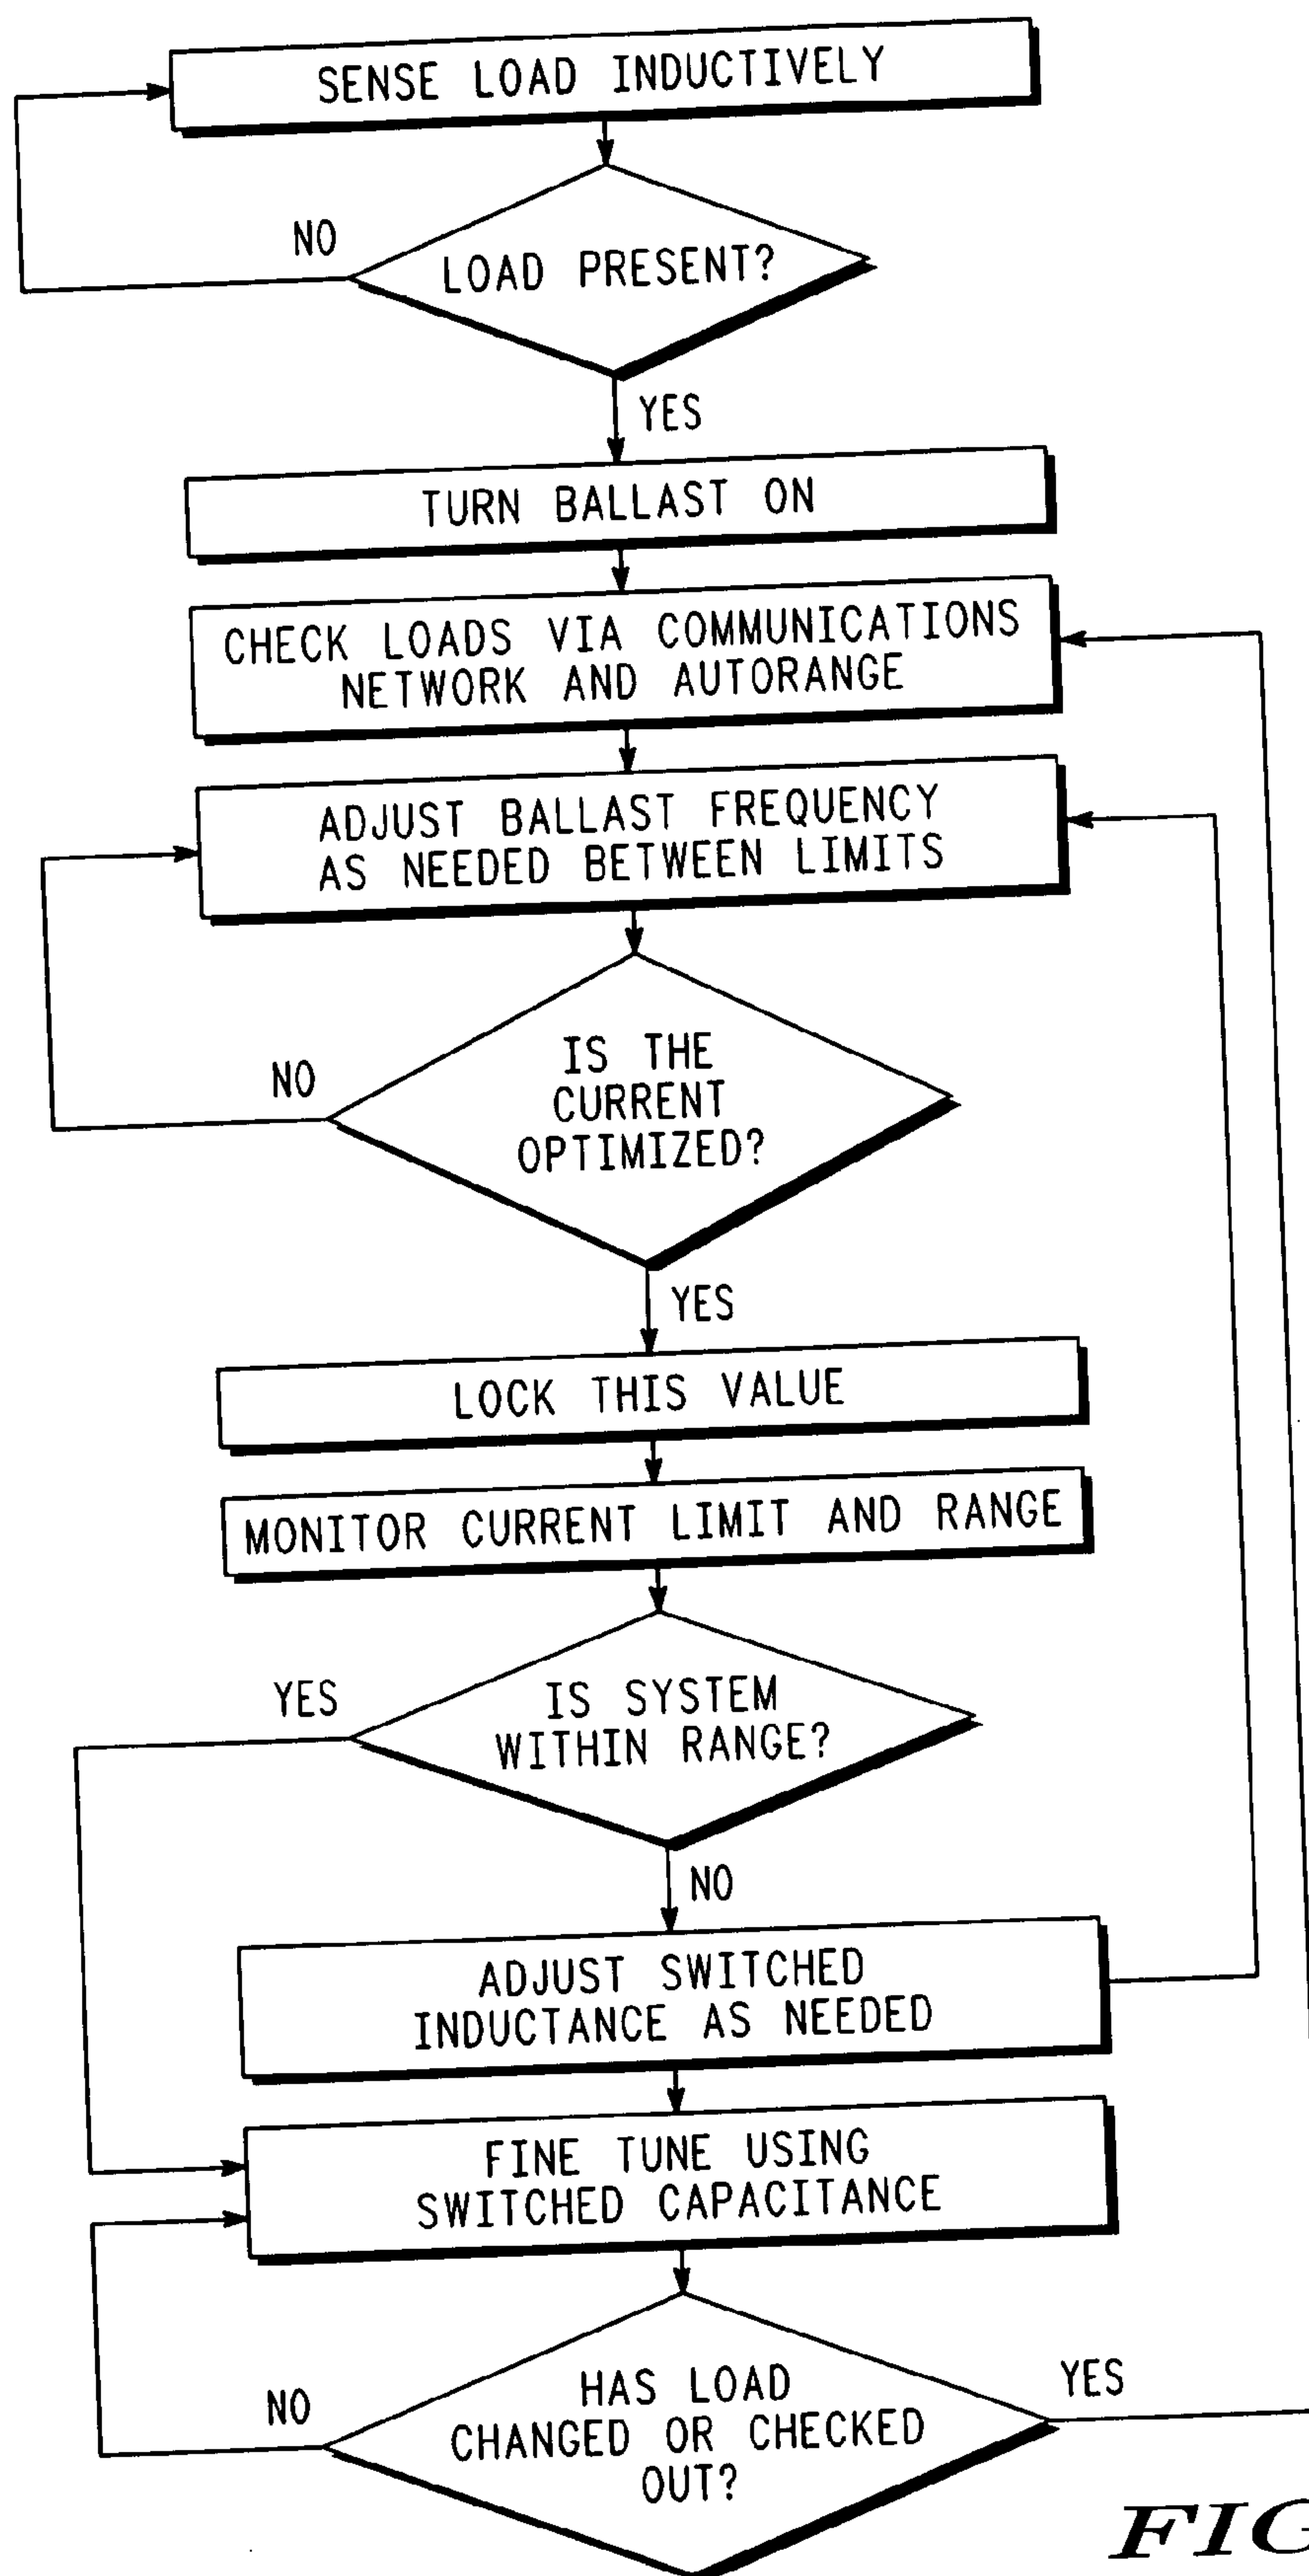 SENSE LOAD INDUCTIVELY
NO
LOAD PRESENT?
YES
TURN BALLAST ON
CHECK LOADS VIA COMMUNICATIONS
NETWORK AND AUTORANGE
ADJUST BALLAST FREQUENCY
AS NEEDED BETWEEN LIMITS
NO
IS THE
CURRENT
OPTIMIZED?
YES
LOCK THIS VALUE
MONITOR CURRENT LIMIT AND RANGE
YES
IS SYSTEM
WITHIN RANGE?
NO
ADJUST SWITCHED
INDUCTANCE AS NEEDED
FINE TUNE USING
SWITCHED CAPACITANCE
NO
HAS LOAD
CHANGED OR CHECKED
OUT?
YES
FIG